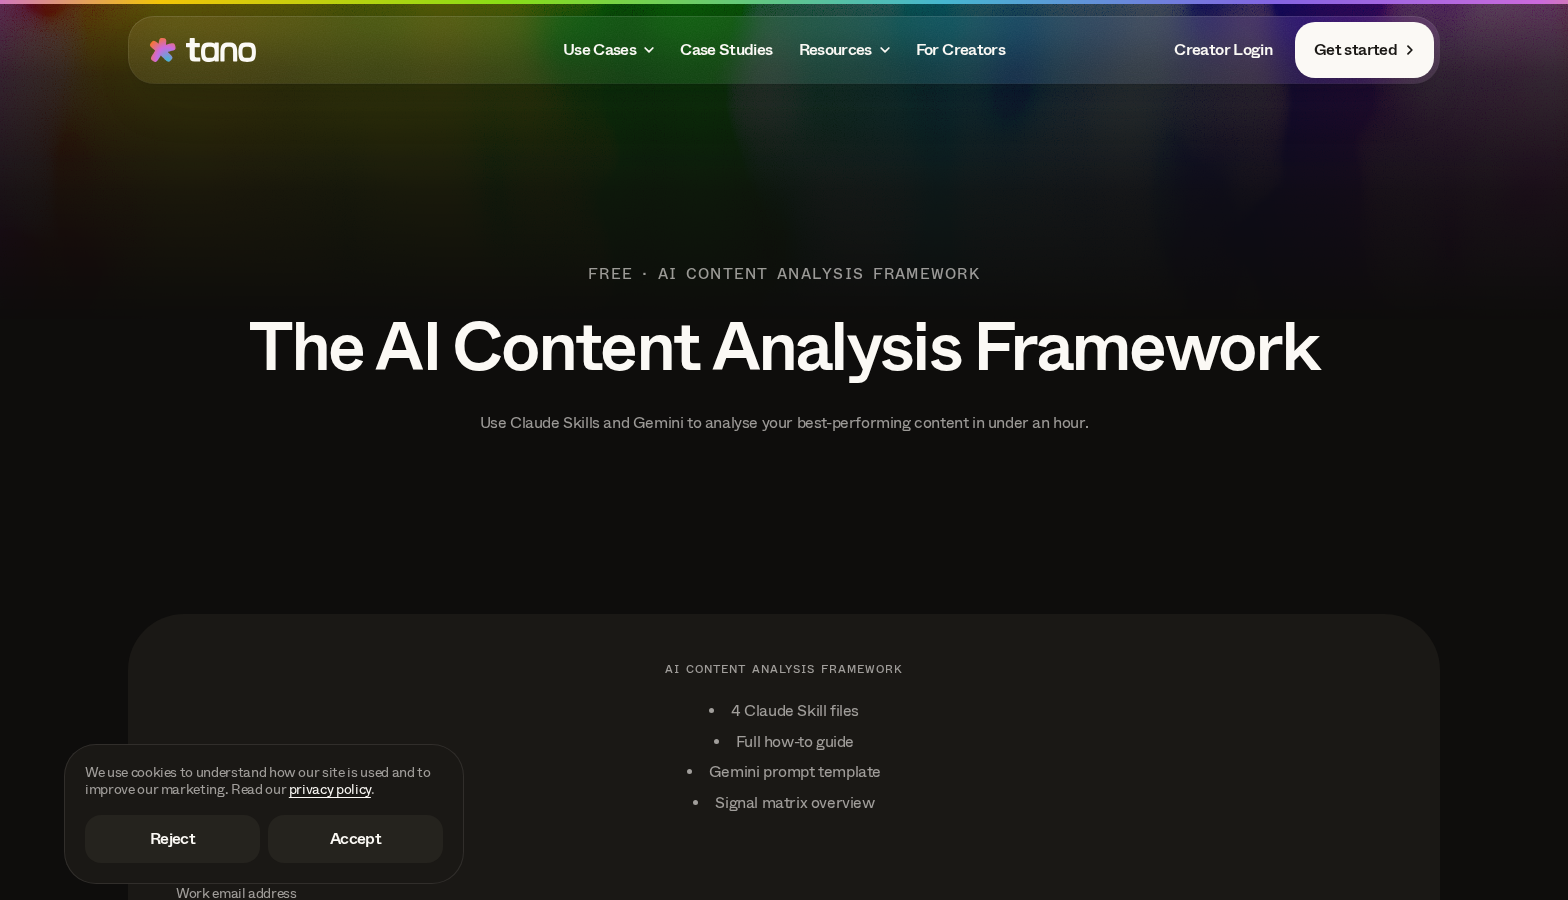 tano
Use Cases
Case Studies
Resources
For Creators
Creator Login
Get started
FREE · AI CONTENT ANALYSIS FRAMEWORK
The AI Content Analysis Framework
Use Claude Skills and Gemini to analyse your best-performing content in under an hour.
AI CONTENT ANALYSIS FRAMEWORK
• 4 Claude Skill files
• Full how-to guide
• Gemini prompt template
• Signal matrix overview
We use cookies to understand how our site is used and to
improve our marketing. Read our privacy policy.
Reject
Accept
Work email address